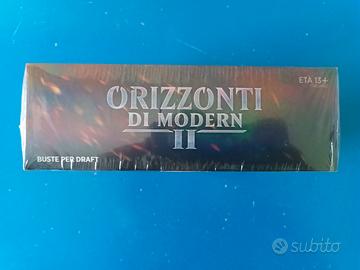 ETÀ 13+
ORIZZONTI
DI MODERN
II
BUSTE PER DRAFT
subito